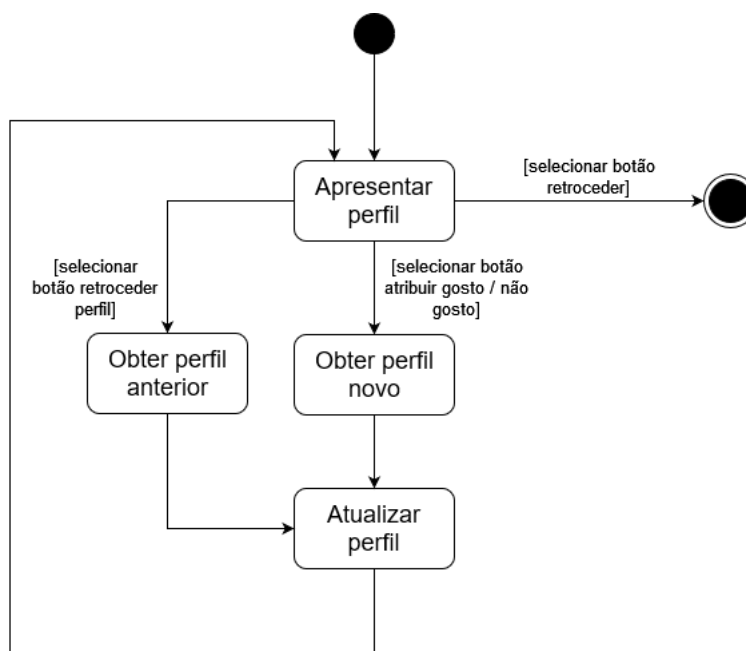 Apresentar
perfil
[selecionar botão
retroceder]
[selecionar
botão retroceder
perfil]
[selecionar botão
atribuir gosto / não
gosto]
Obter perfil
anterior
Obter perfil
novo
Atualizar
perfil